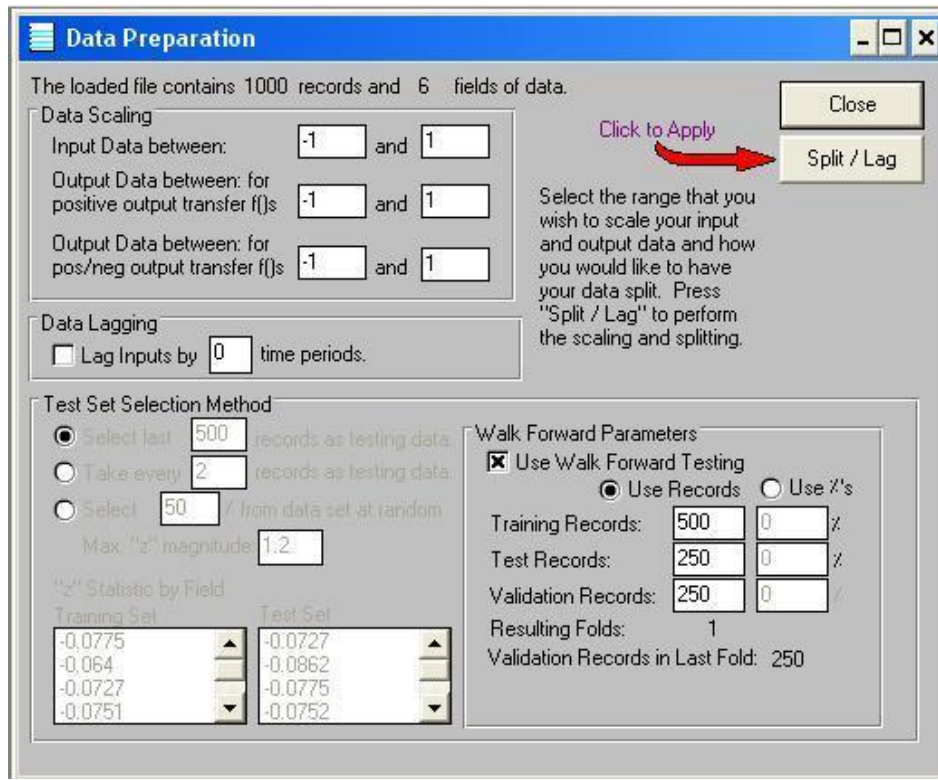 Data Preparation
The loaded file contains 1000 records and 6 fields of data.
Close
Click to Apply
Split / Lag
Data Scaling
Input Data between: -1 and 1
Output Data between: for
positive output transfer f()s -1 and 1
Output Data between: for
pos/neg output transfer f()s -1 and 1
Select the range that you
wish to scale your input
and output data and how
you would like to have
your data split. Press
"Split / Lag" to perform
the scaling and splitting.
Data Lagging
Lag Inputs by 0 time periods.
Test Set Selection Method
Select last 500 records as testing data.
Take every 2 records as testing data.
Select 50 % from data set at random
Max. "z" magnitude: 1.2
"z" Statistic by Field
Training Set Test Set
-0.0775 -0.0727
-0.064 -0.0862
-0.0727 -0.0775
-0.0751 -0.0752
Walk Forward Parameters
Use Walk Forward Testing
Use Records Use %'s
Training Records: 500 0 %
Test Records: 250 0 %
Validation Records: 250 0 %
Resulting Folds: 1
Validation Records in Last Fold: 250